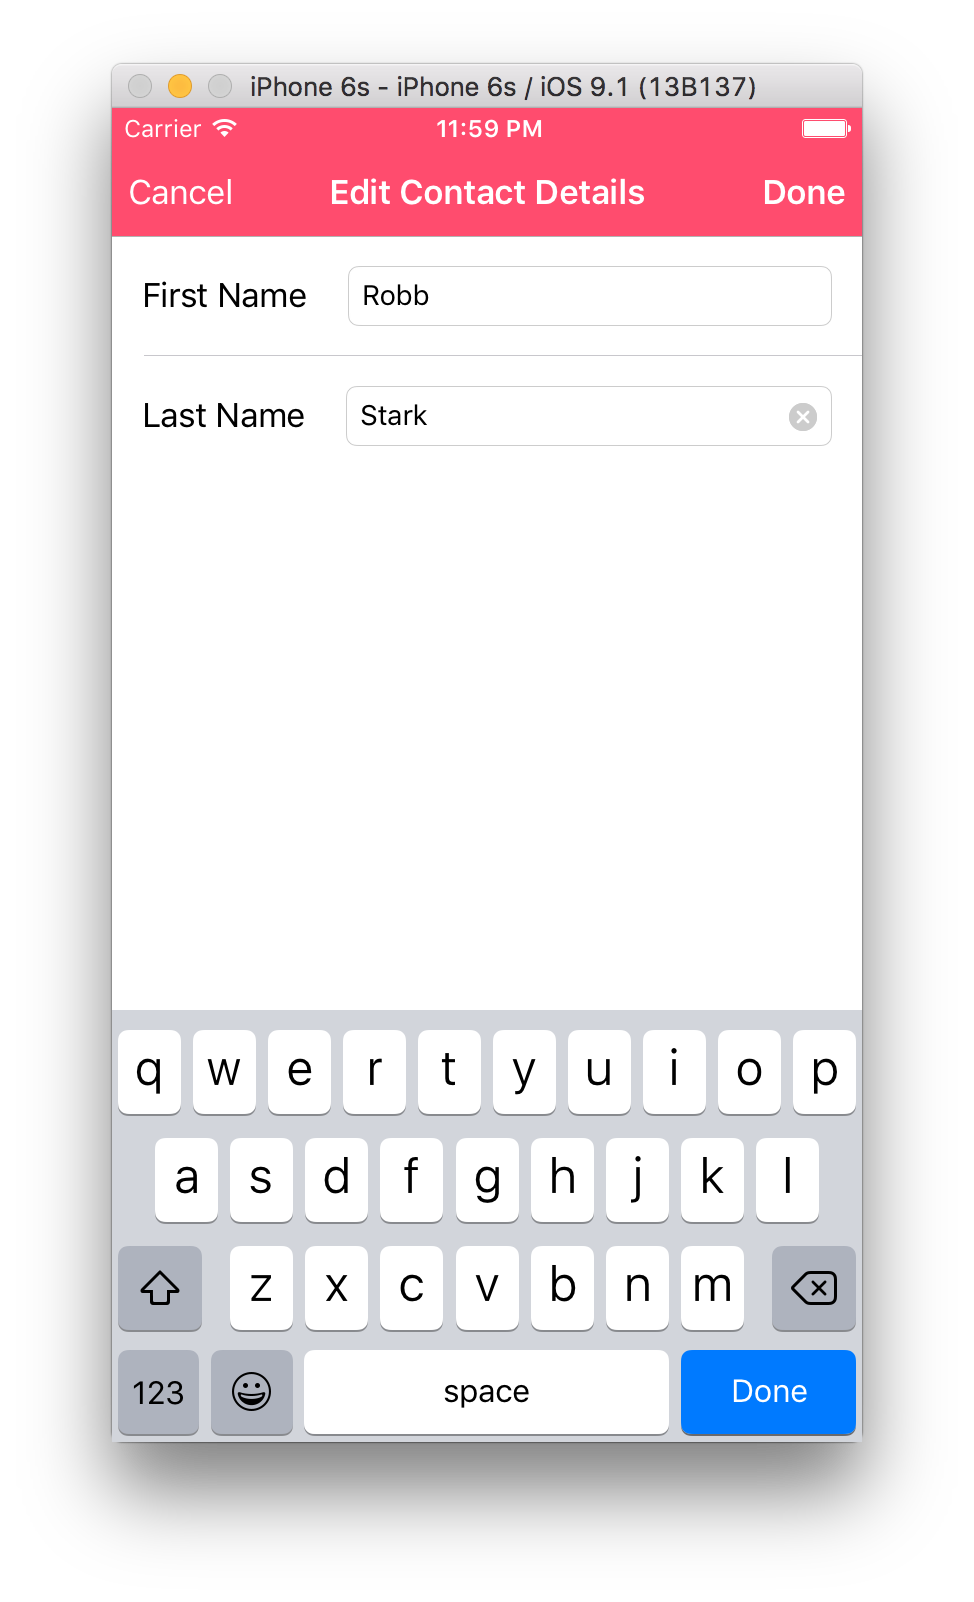 iPhone 6s - iPhone 6s / iOS 9.1 (13B137)
Carrier 11:59 PM
Cancel Edit Contact Details Done
First Name Robb
Last Name Stark
q w e r t y u i o p
a s d f g h j k l
z x c v b n m
123 space Done